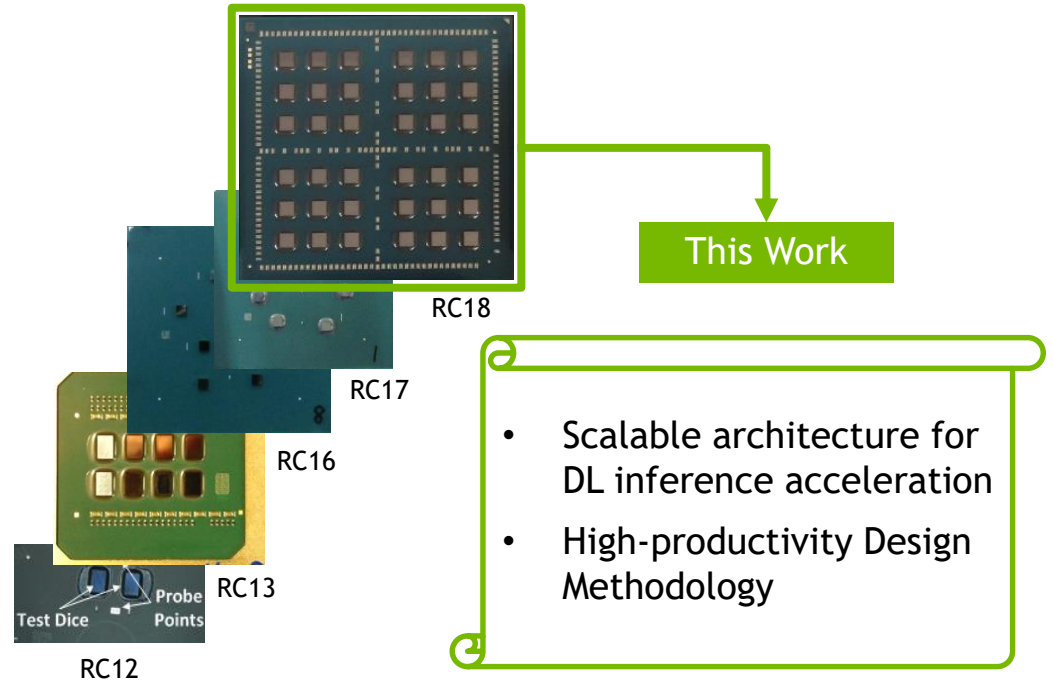 RC18
This Work
RC17
8
RC16
RC13
Test Dice
Probe
Points
RC12
• Scalable architecture for
DL inference acceleration
• High-productivity Design
Methodology